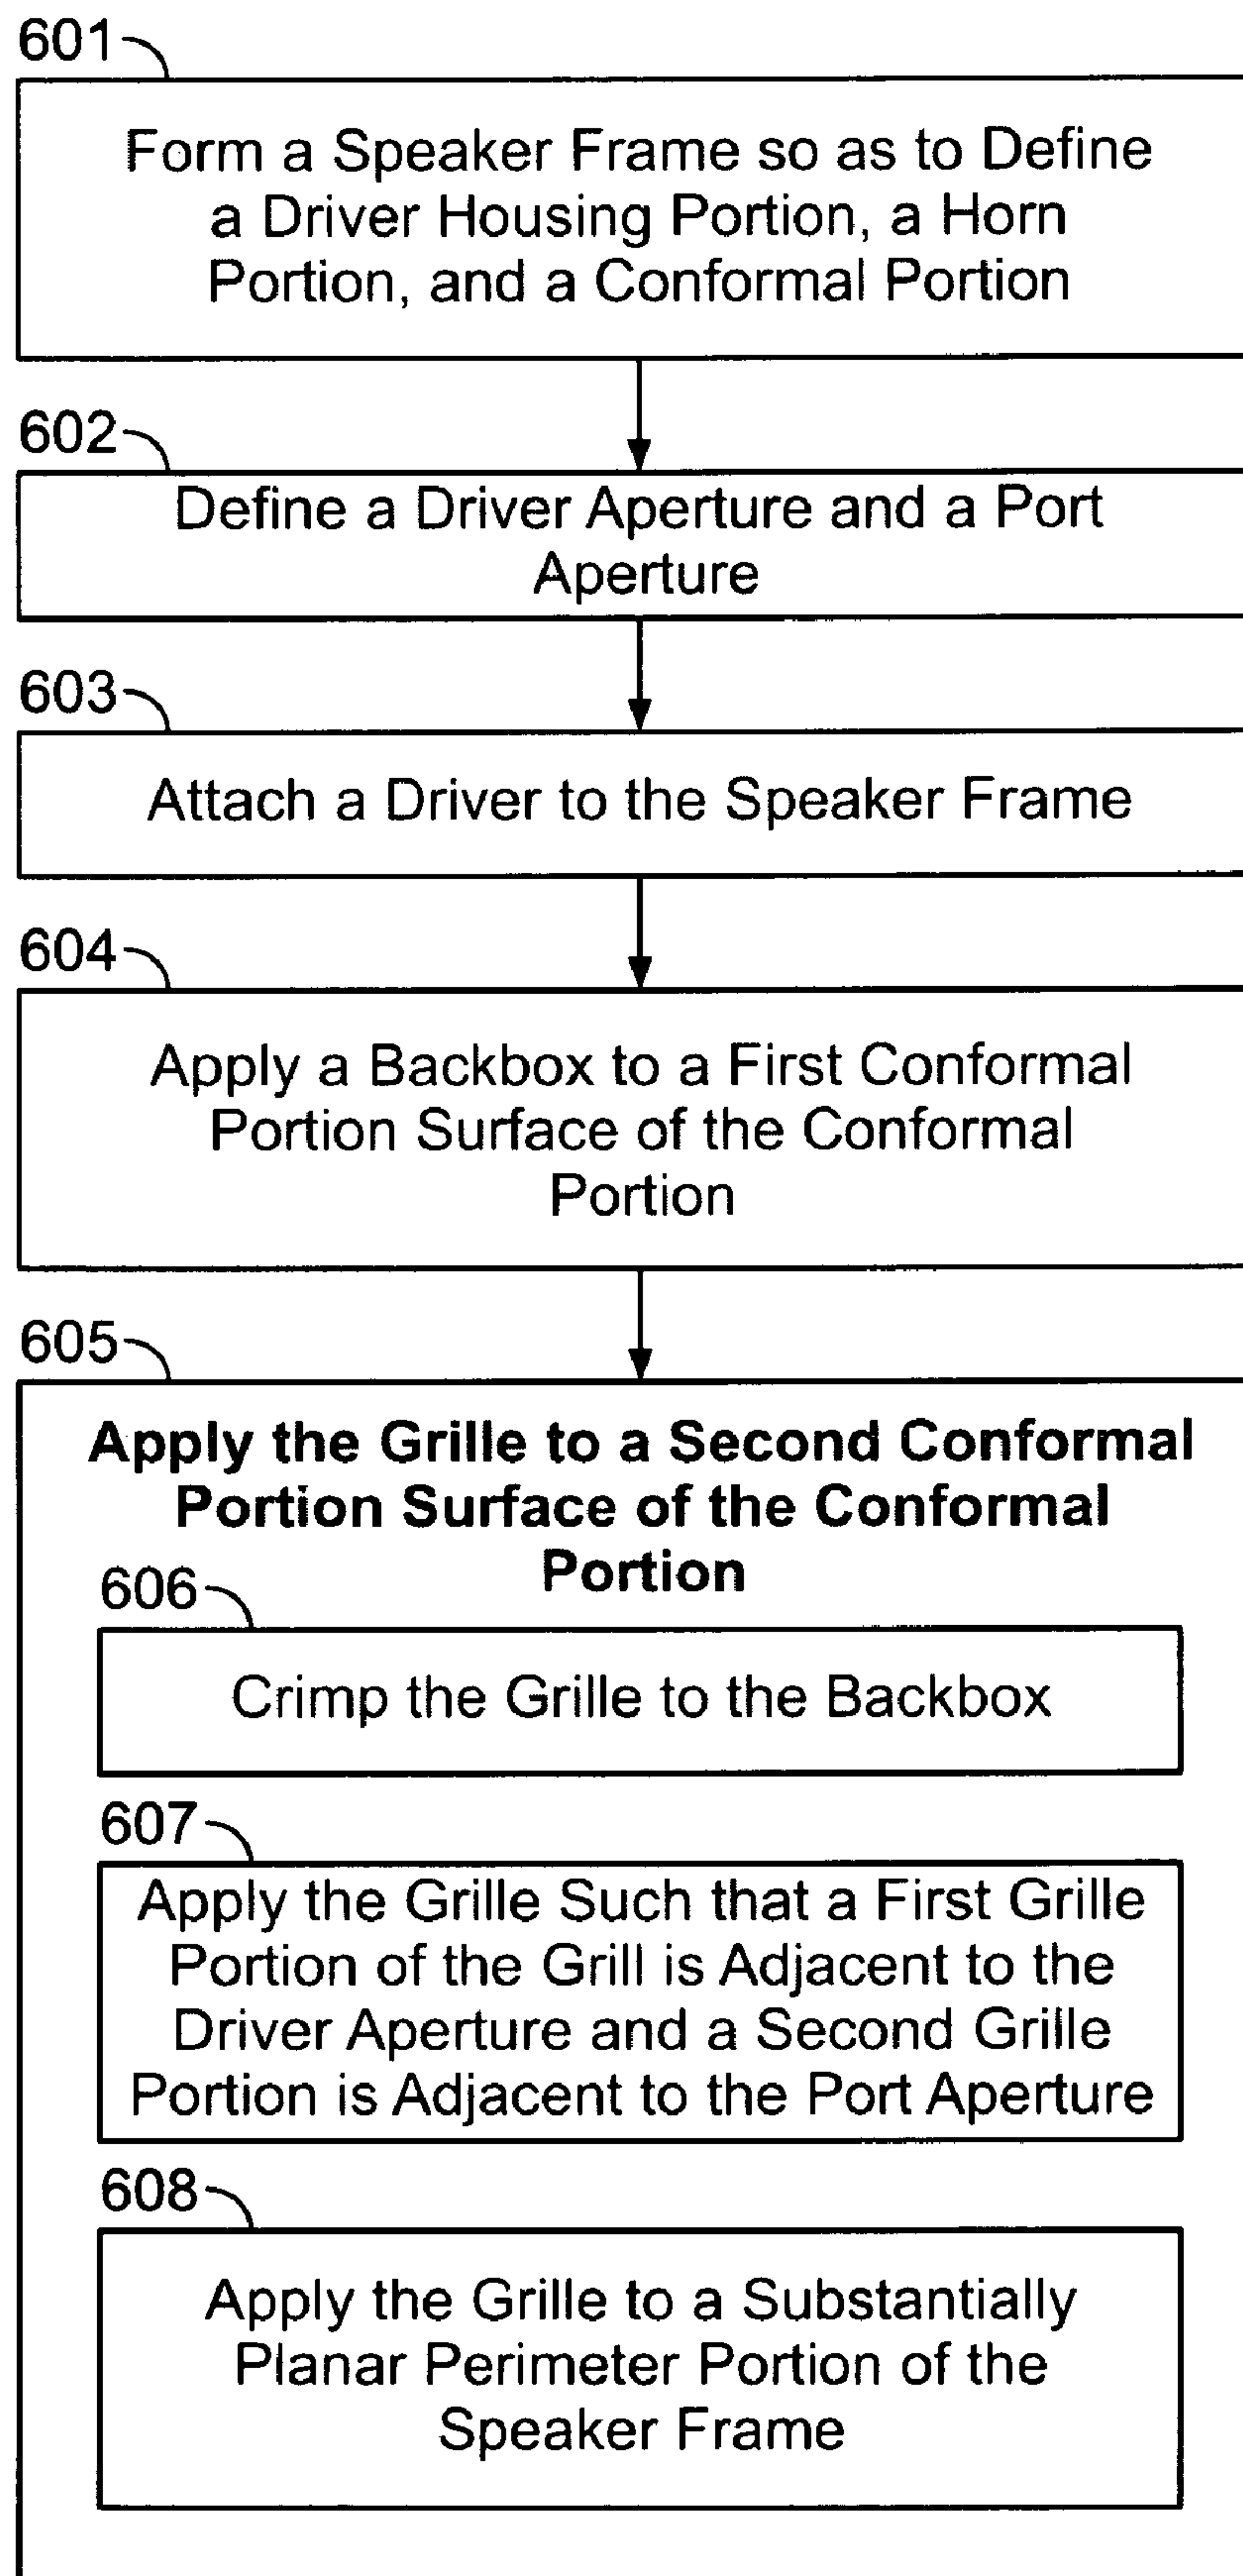 601
Form a Speaker Frame so as to Define
a Driver Housing Portion, a Horn
Portion, and a Conformal Portion
602
Define a Driver Aperture and a Port
Aperture
603
Attach a Driver to the Speaker Frame
604
Apply a Backbox to a First Conformal
Portion Surface of the Conformal
Portion
605
Apply the Grille to a Second Conformal
Portion Surface of the Conformal
Portion
606
Crimp the Grille to the Backbox
607
Apply the Grille Such that a First Grille
Portion of the Grill is Adjacent to the
Driver Aperture and a Second Grille
Portion is Adjacent to the Port Aperture
608
Apply the Grille to a Substantially
Planar Perimeter Portion of the
Speaker Frame